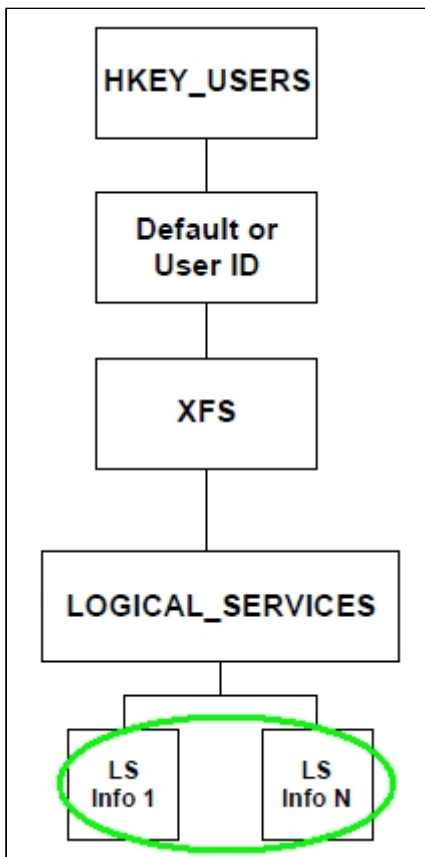 HKEY_USERS
Default or
User ID
XFS
LOGICAL_SERVICES
LS
Info 1
LS
Info N